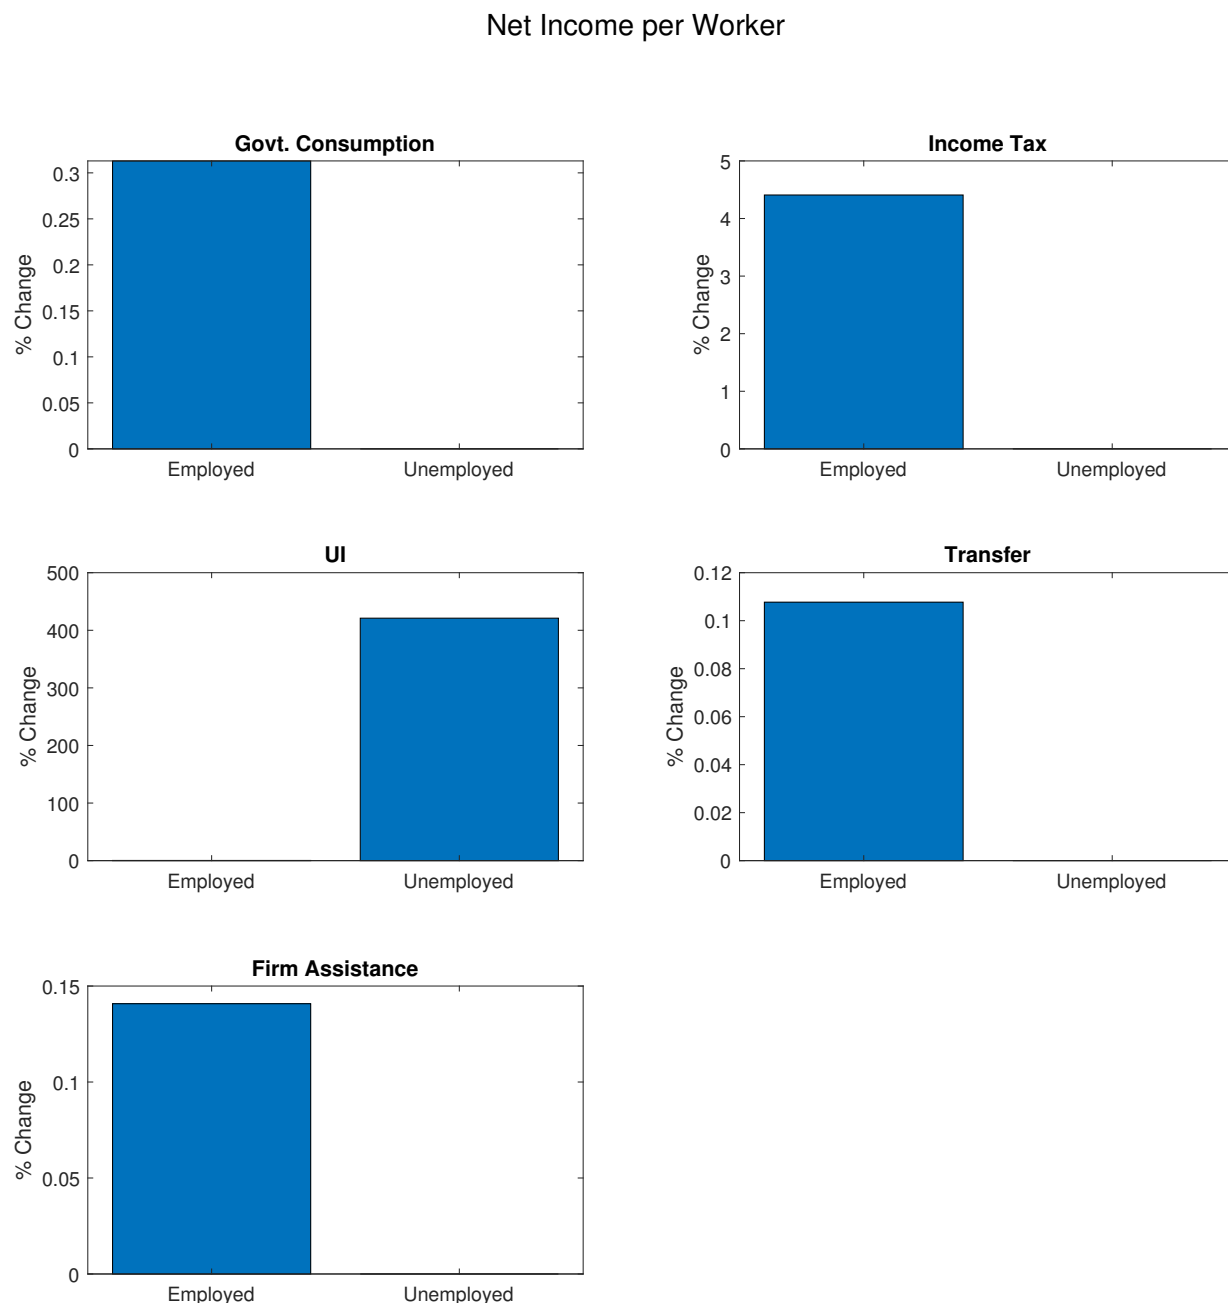 Net Income per Worker
Govt. Consumption
% Change
0.3
0.25
0.2
0.15
0.1
0.05
0
Employed Unemployed
Income Tax
% Change
5
4
3
2
1
0
Employed Unemployed
UI
% Change
500
400
300
200
100
0
Employed Unemployed
Transfer
% Change
0.12
0.1
0.08
0.06
0.04
0.02
0
Employed Unemployed
Firm Assistance
% Change
0.15
0.1
0.05
0
Employed Unemployed